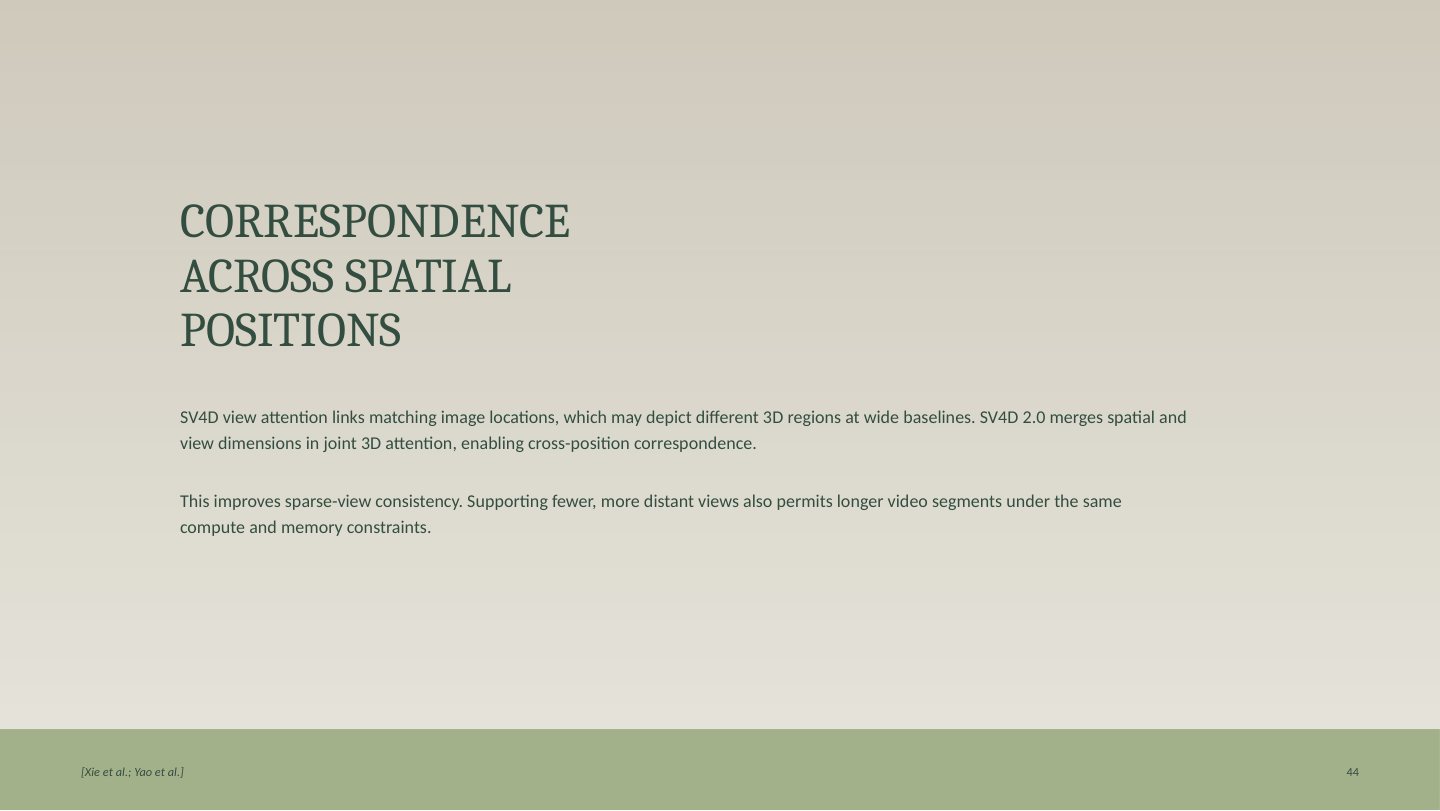 CORRESPONDENCE
ACROSS SPATIAL
POSITIONS
SV4D view attention links matching image locations, which may depict different 3D regions at wide baselines. SV4D 2.0 merges spatial and
view dimensions in joint 3D attention, enabling cross-position correspondence.
This improves sparse-view consistency. Supporting fewer, more distant views also permits longer video segments under the same
compute and memory constraints.
[Xie et al.; Yao et al.]
44